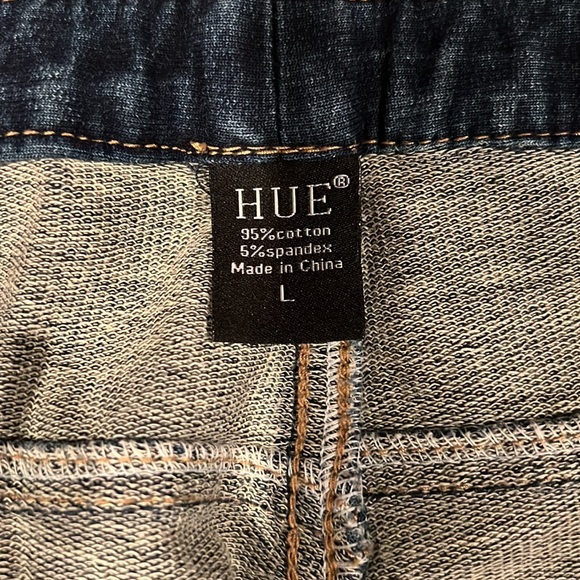 HUE®
95%cotton
5%spandex
Made in China
L